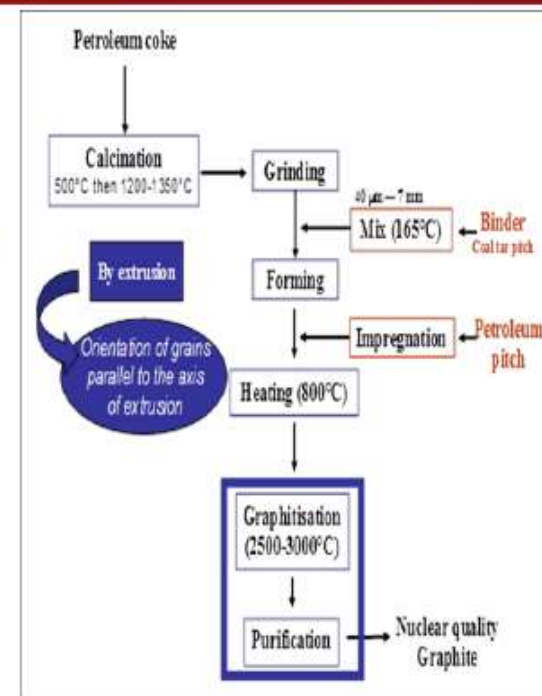 Petroleum coke
Calcination
500°C then 1200-1350°C
Grinding
40 µm – 7 mm
Mix (165°C)
Binder
Coal tar pitch
By extrusion
Forming
Orientation of grains
parallel to the axis
of extrusion
Impregnation
Petroleum
pitch
Heating (800°C)
Graphitisation
(2500-3000°C)
Purification
Nuclear quality
Graphite